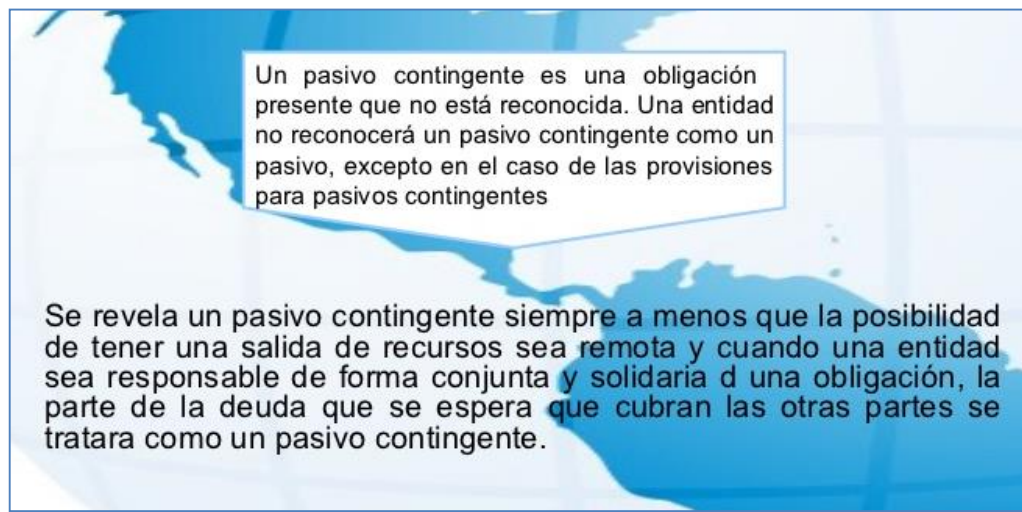 Un pasivo contingente es una obligación
presente que no está reconocida. Una entidad
no reconocerá un pasivo contingente como un
pasivo, excepto en el caso de las provisiones
para pasivos contingentes
Se revela un pasivo contingente siempre a menos que la posibilidad
de tener una salida de recursos sea remota y cuando una entidad
sea responsable de forma conjunta y solidaria d una obligación, la
parte de la deuda que se espera que cubran las otras partes se
tratara como un pasivo contingente.